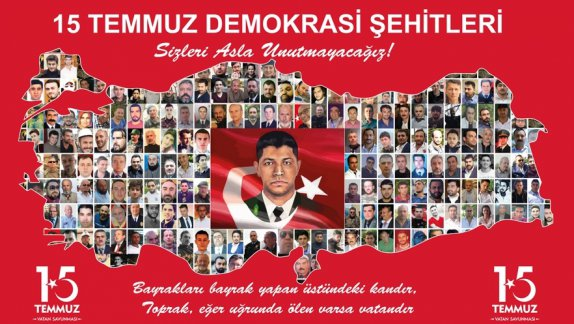 15 TEMMUZ DEMOKRASİ ŞEHİTLERİ
Sizleri Asla Unutmayacağız!
Bayrakları bayrak yapan üstündeki kandır,
Toprak, eğer uğrunda ölen varsa vatandır
15
TEMMUZ
VATAN SAVUNMASI
15
TEMMUZ
VATAN SAVUNMASI